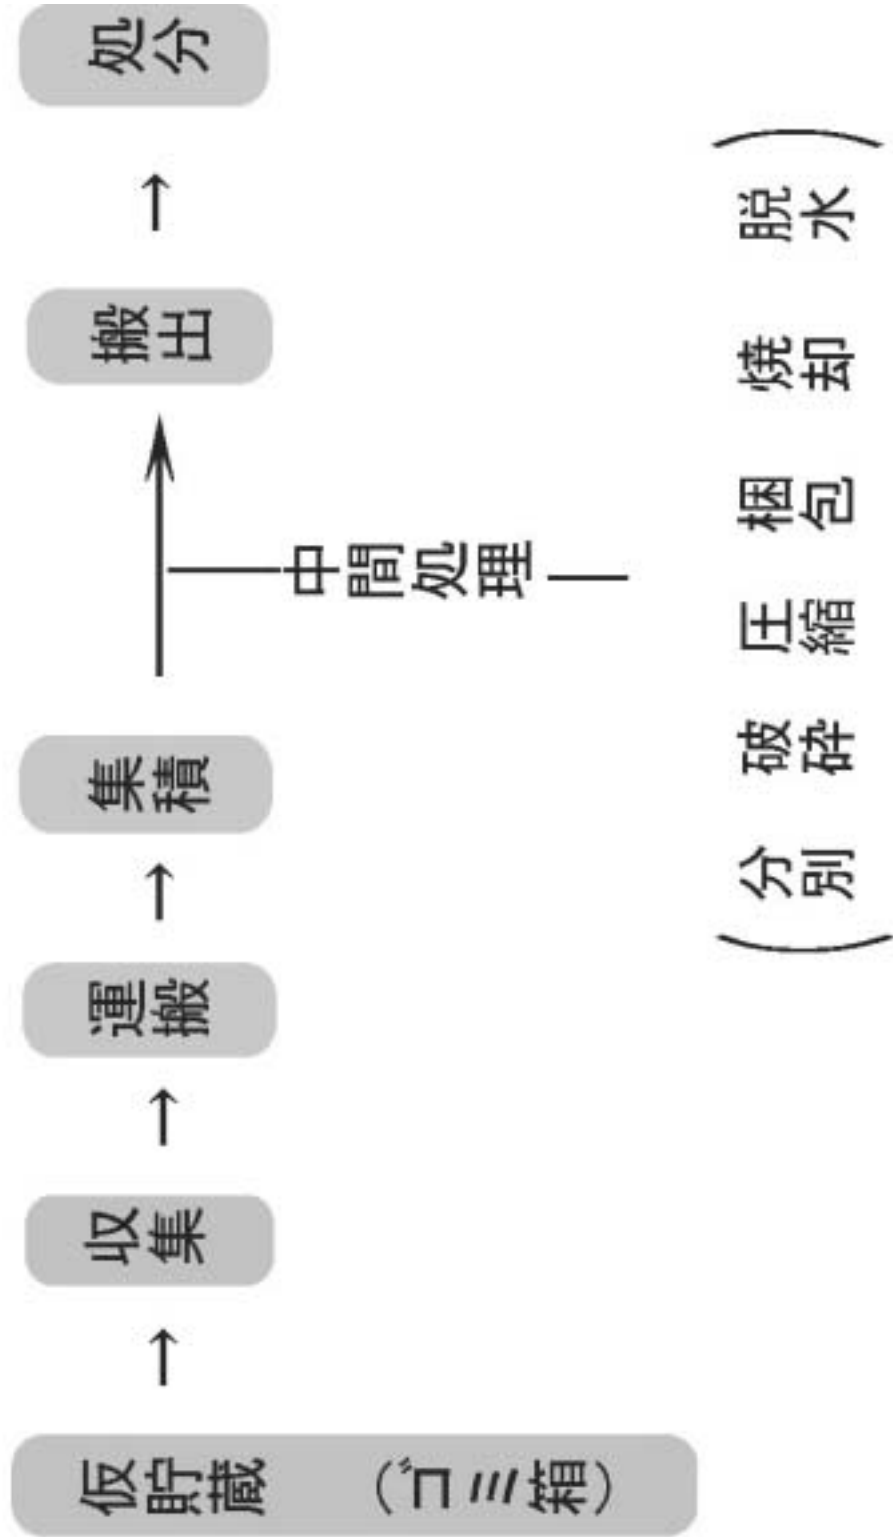 仮貯蔵 (ゴミ箱)
→
収集
→
運搬
→
集積
搬出
→
処分
中間処理
(分別 破砕 圧縮 梱包 焼却 脱水)